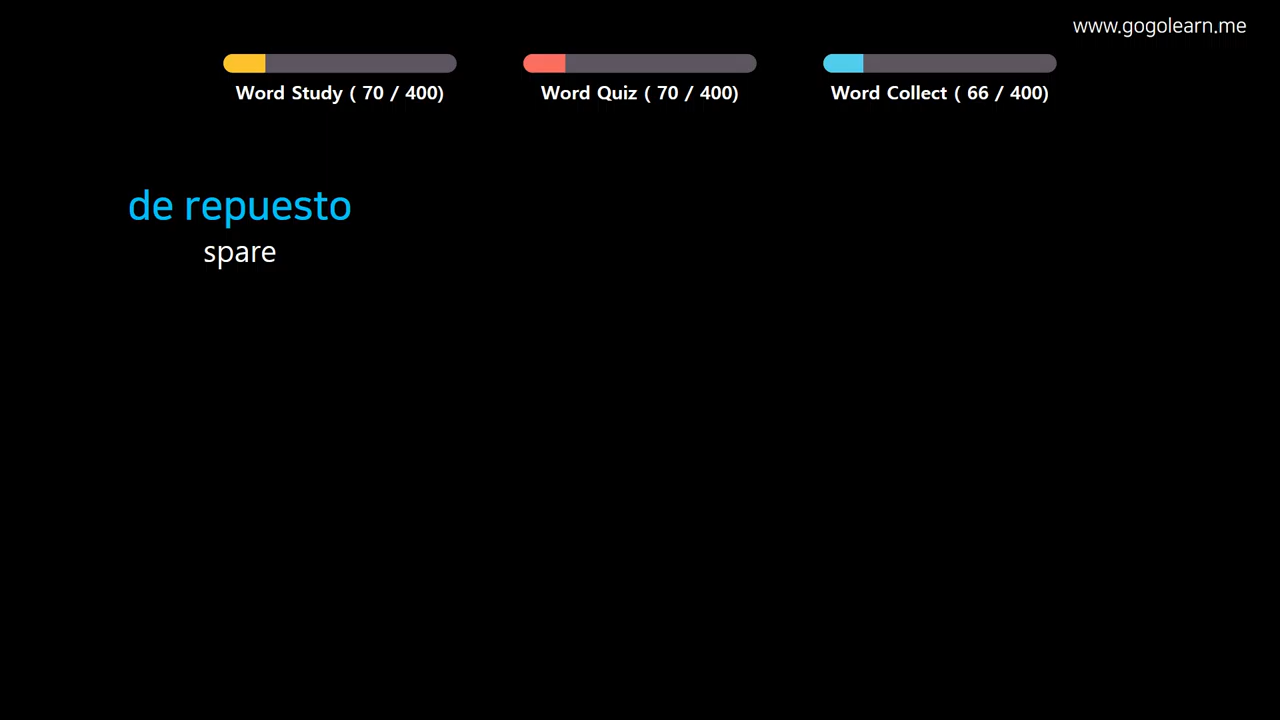 www.gogolearn.me
Word Study ( 70 / 400)
Word Quiz ( 70 / 400)
Word Collect ( 66 / 400)
de repuesto
spare